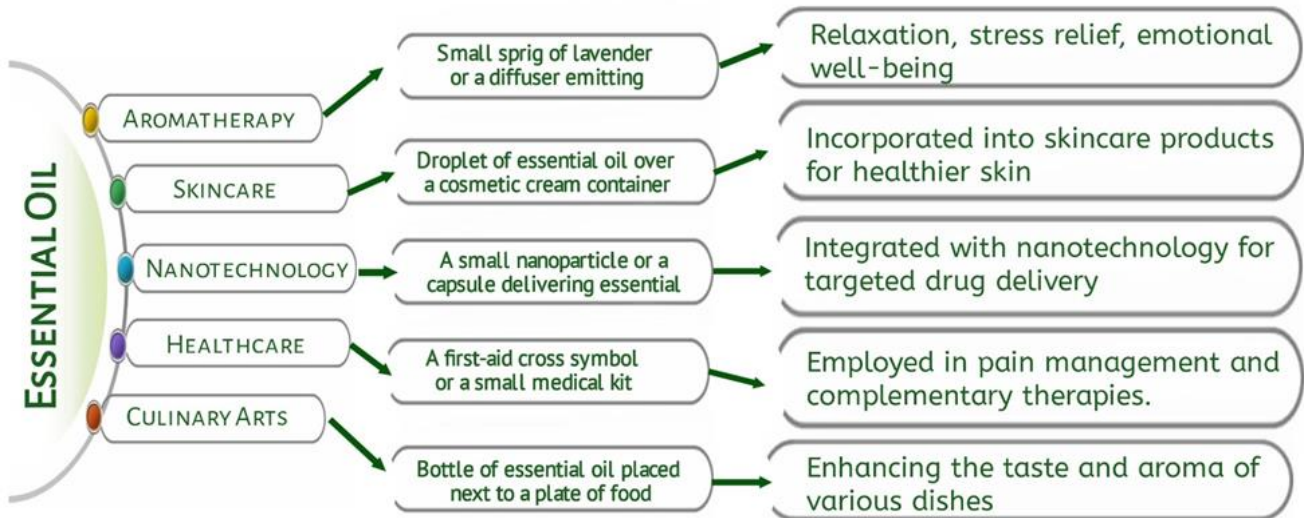 ESSENTIAL OIL
AROMATHERAPY
Small sprig of lavender
or a diffuser emitting
Relaxation, stress relief, emotional
well-being
SKINCARE
Droplet of essential oil over
a cosmetic cream container
Incorporated into skincare products
for healthier skin
NANOTECHNOLOGY
A small nanoparticle or a
capsule delivering essential
Integrated with nanotechnology for
targeted drug delivery
HEALTHCARE
A first-aid cross symbol
or a small medical kit
Employed in pain management and
complementary therapies.
CULINARY ARTS
Bottle of essential oil placed
next to a plate of food
Enhancing the taste and aroma of
various dishes